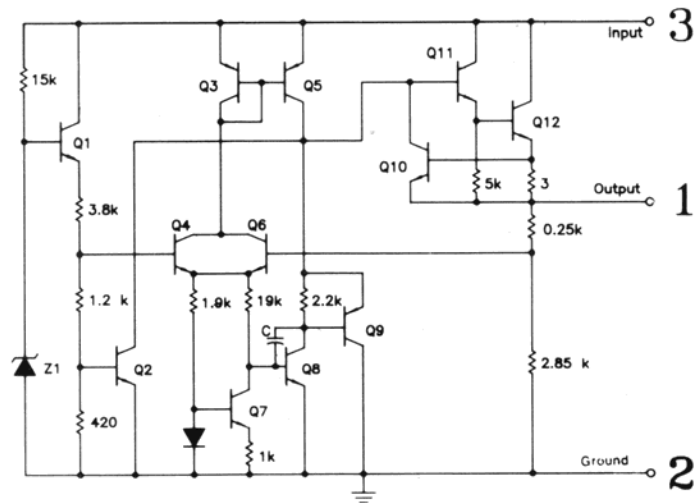 3
Input
Q11
Q3
Q5
15k
Q12
Q1
Q10
5k
3
Output
1
3.8k
Q4
Q6
0.25k
1.2 k
1.9k
19k
2.2k
C
Q9
Z1
Q2
Q8
2.85 k
Q7
420
1k
Ground
2